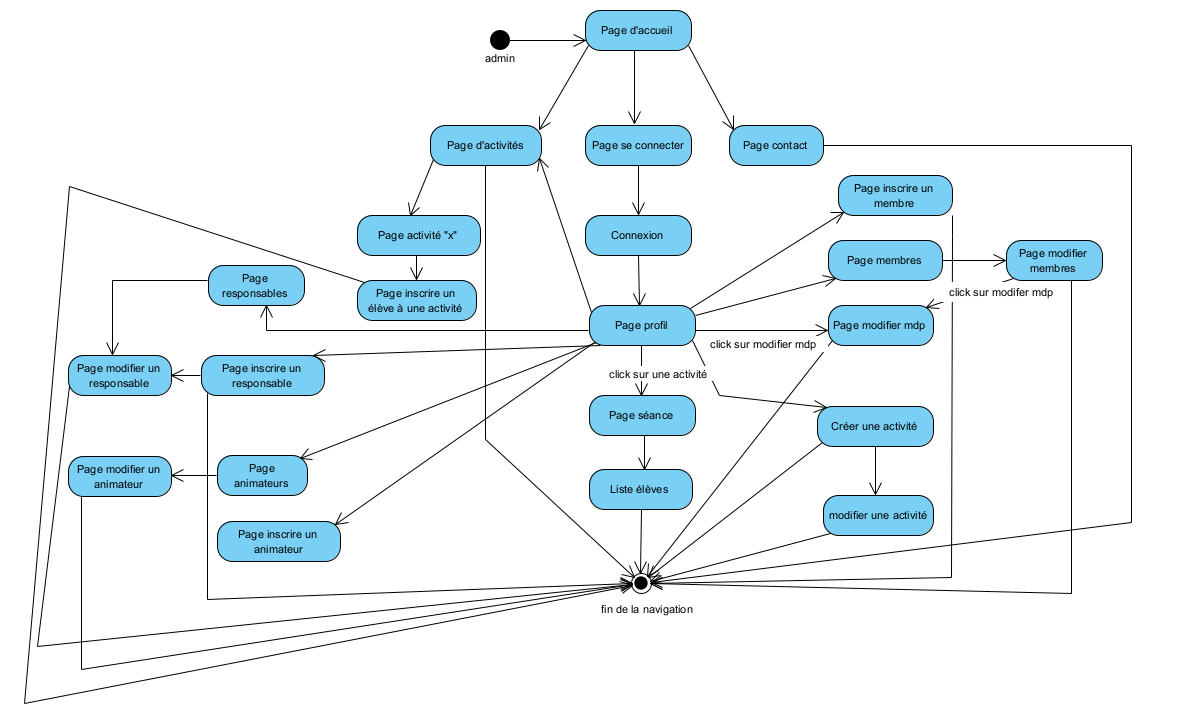 Page d'accueil
admin
Page d'activités
Page se connecter
Page contact
Page inscrire un
membre
Page activité "x"
Connexion
Page membres
Page modifier
membres
click sur modifer mdp
Page
responsables
Page inscrire un
élève à une activité
Page profil
Page modifier mdp
click sur modifier mdp
Page modifier un
responsable
Page inscrire un
responsable
click sur une activité
Page séance
Créer une activité
Page modifier un
animateur
Page
animateurs
Liste élèves
modifier une activité
Page inscrire un
animateur
fin de la navigation